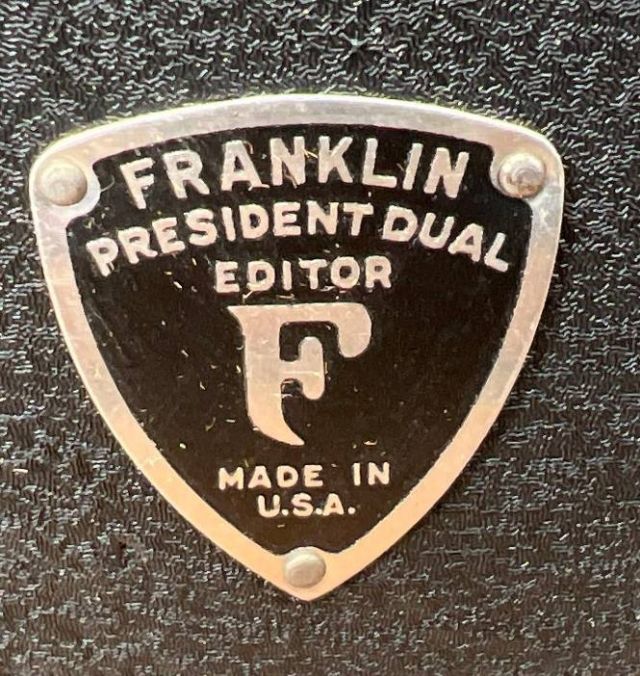 FRANKLIN
PRESIDENT DUAL
EDITOR
F
MADE IN
U.S.A.